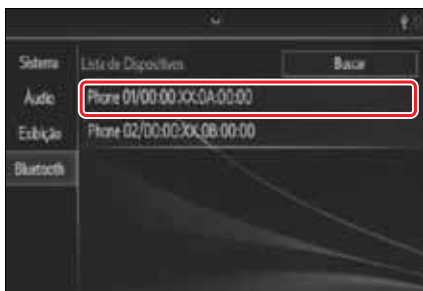 Sistema
Lista de Dispositivos
Buscar
Áudio
Phone 01/00:00:XX:0A:00:00
Exibição
Phone 02/00:00:XX:0B:00:00
Bluetooth